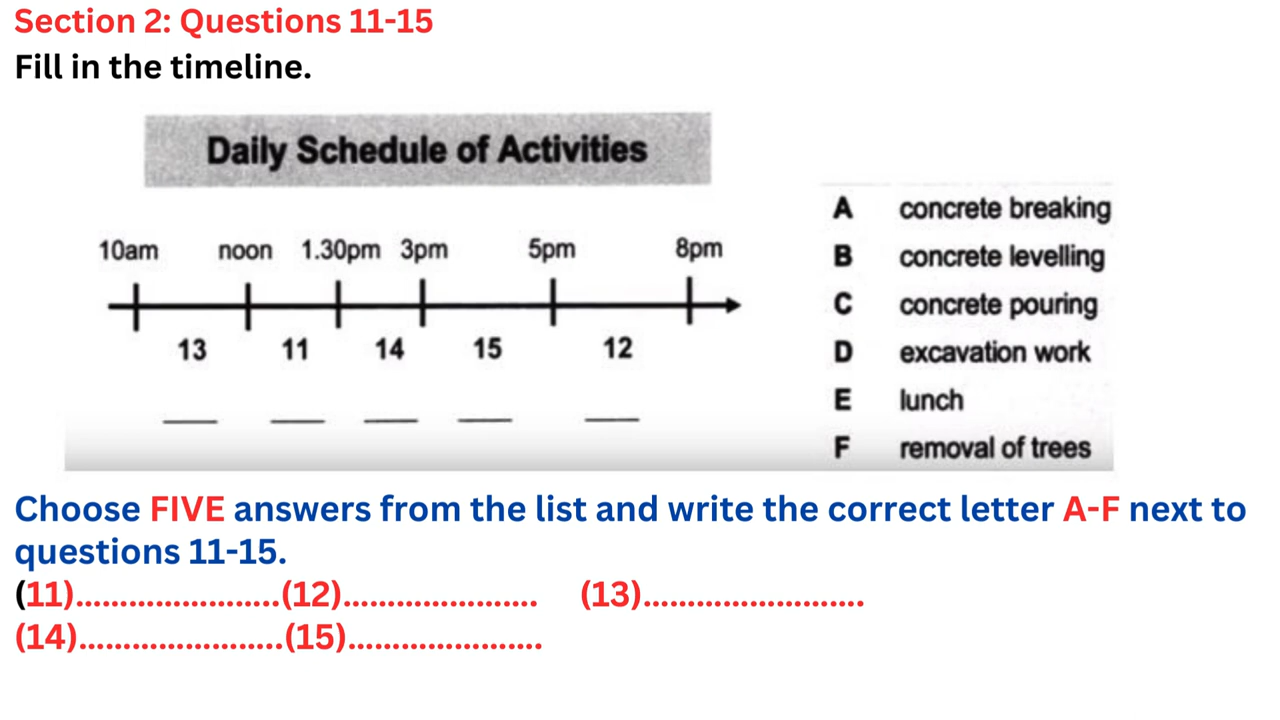 Section 2: Questions 11-15
Fill in the timeline.
Daily Schedule of Activities
10am noon 1.30pm 3pm 5pm 8pm
13 11 14 15 12
A concrete breaking
B concrete levelling
C concrete pouring
D excavation work
E lunch
F removal of trees
Choose FIVE answers from the list and write the correct letter A-F next to
questions 11-15.
(11).......................(12)...................... (13).........................
(14).......................(15)......................